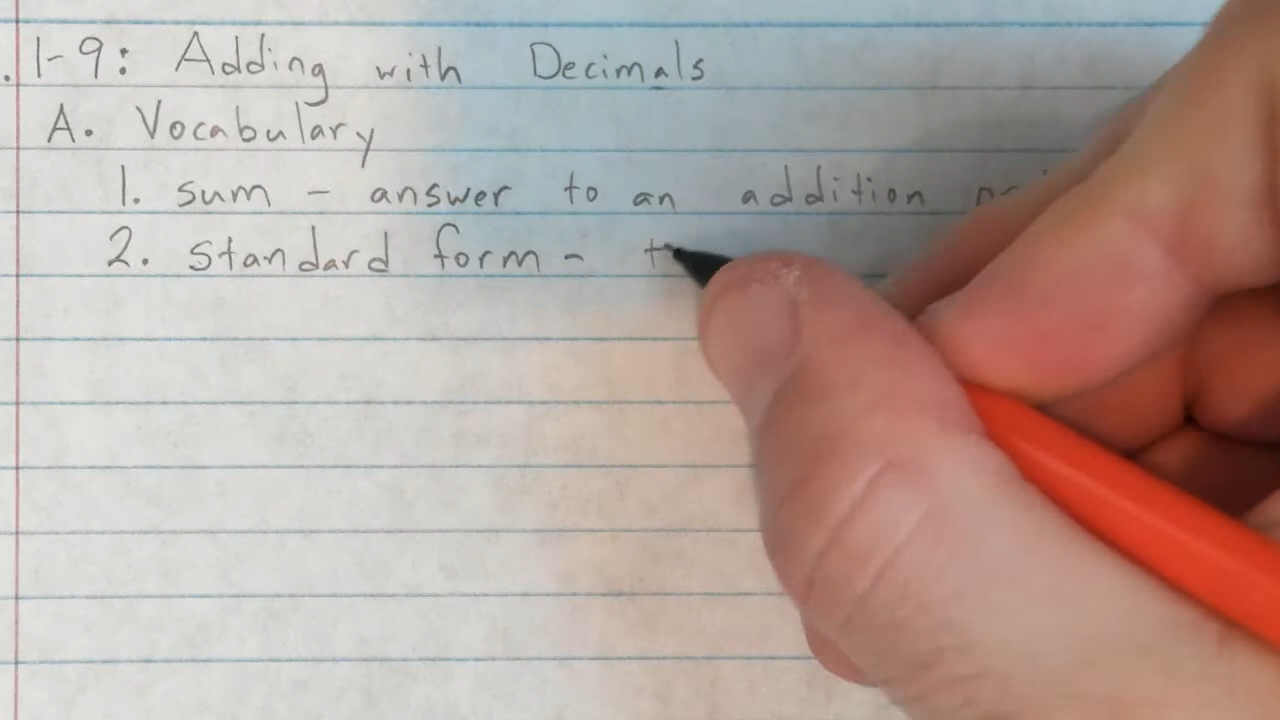 . 1-9: Adding with Decimals
A. Vocabulary
1. sum - answer to an addition
2. standard form -